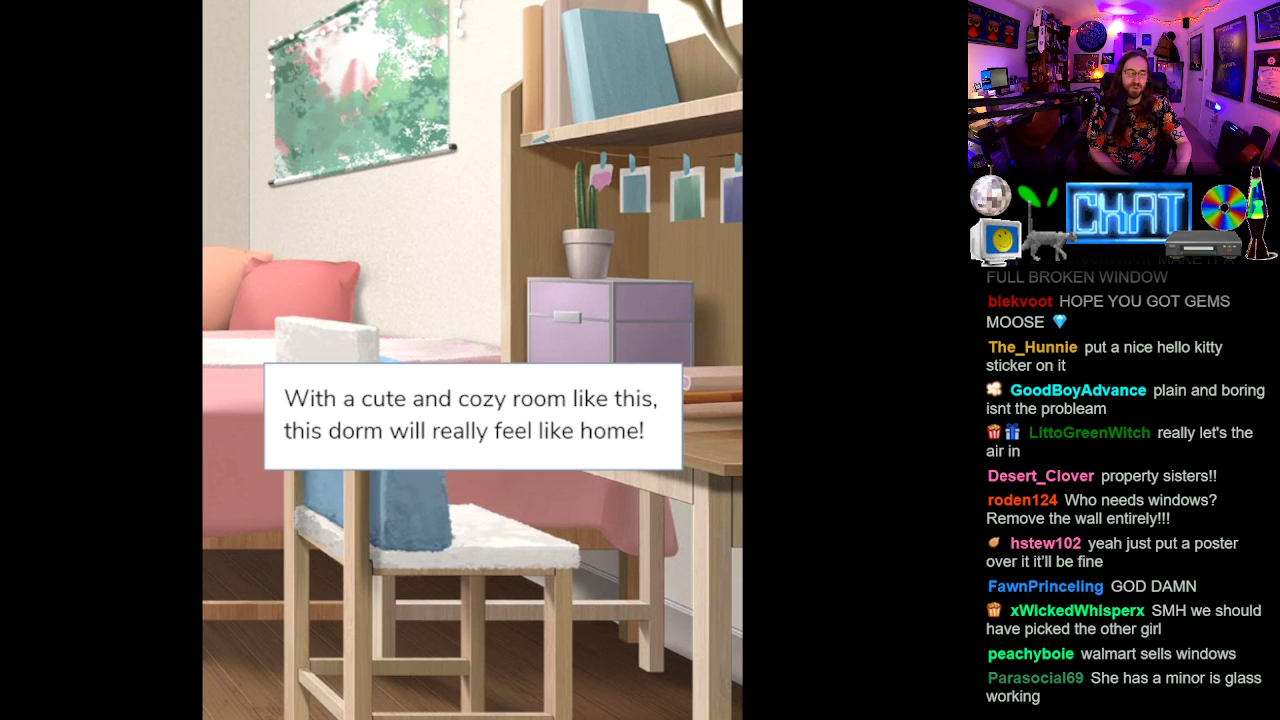 With a cute and cozy room like this,
this dorm will really feel like home!
CHAT
FULL BROKEN WINDOW
blekvoot HOPE YOU GOT GEMS
MOOSE 💎
The_Hunnie put a nice hello kitty
sticker on it
GoodBoyAdvance plain and boring
isnt the probleam
LittoGreenWitch really let's the
air in
Desert_Clover property sisters!!
roden124 Who needs windows?
Remove the wall entirely!!!
hstew102 yeah just put a poster
over it it'll be fine
FawnPrinceling GOD DAMN
xWIckedWhisperx SMH we should
have picked the other girl
peachyboie walmart sells windows
Parasocial69 She has a minor is glass
working